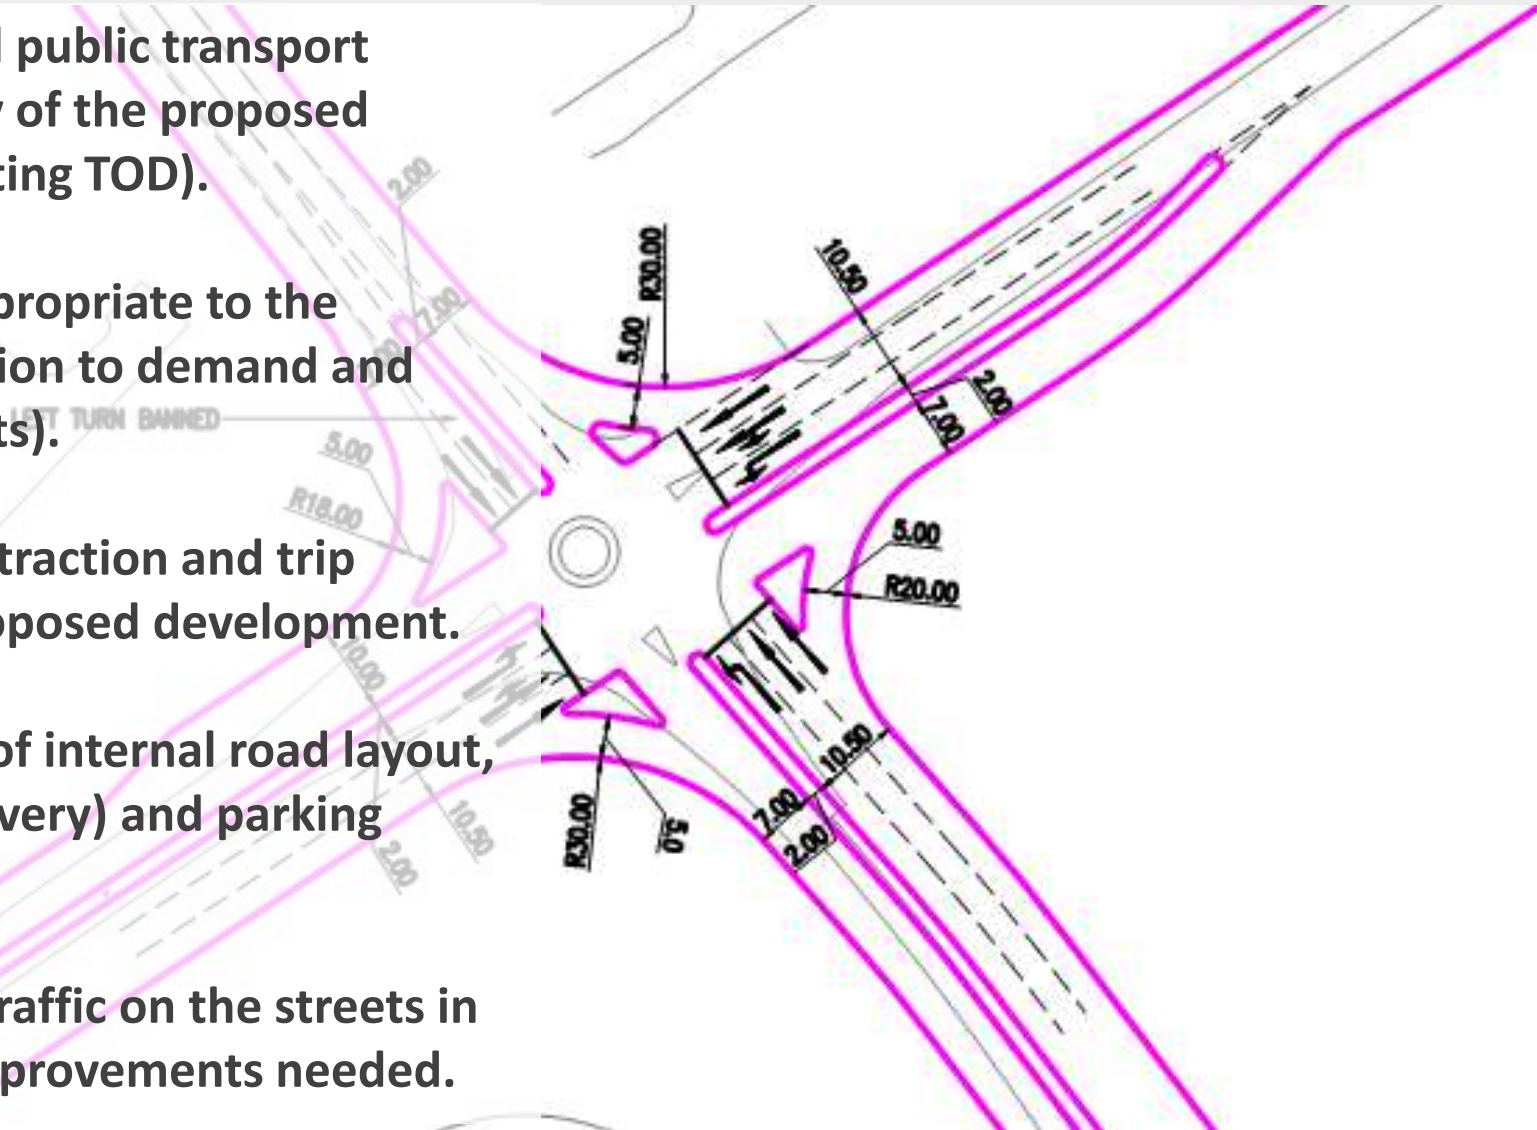 public transport
of the proposed
ting TOD).
propriate to the
ion to demand and
ts).
traction and trip
oposed development.
of internal road layout,
very) and parking
raffic on the streets in
provements needed.
2.00
7.00
LEFT TURN BANNED
5.00
R18.00
10.00
10.50
2.00
R30.00
5.00
10.50
2.00
7.00
5.00
R20.00
10.50
7.00
2.00
R30.00
5.0